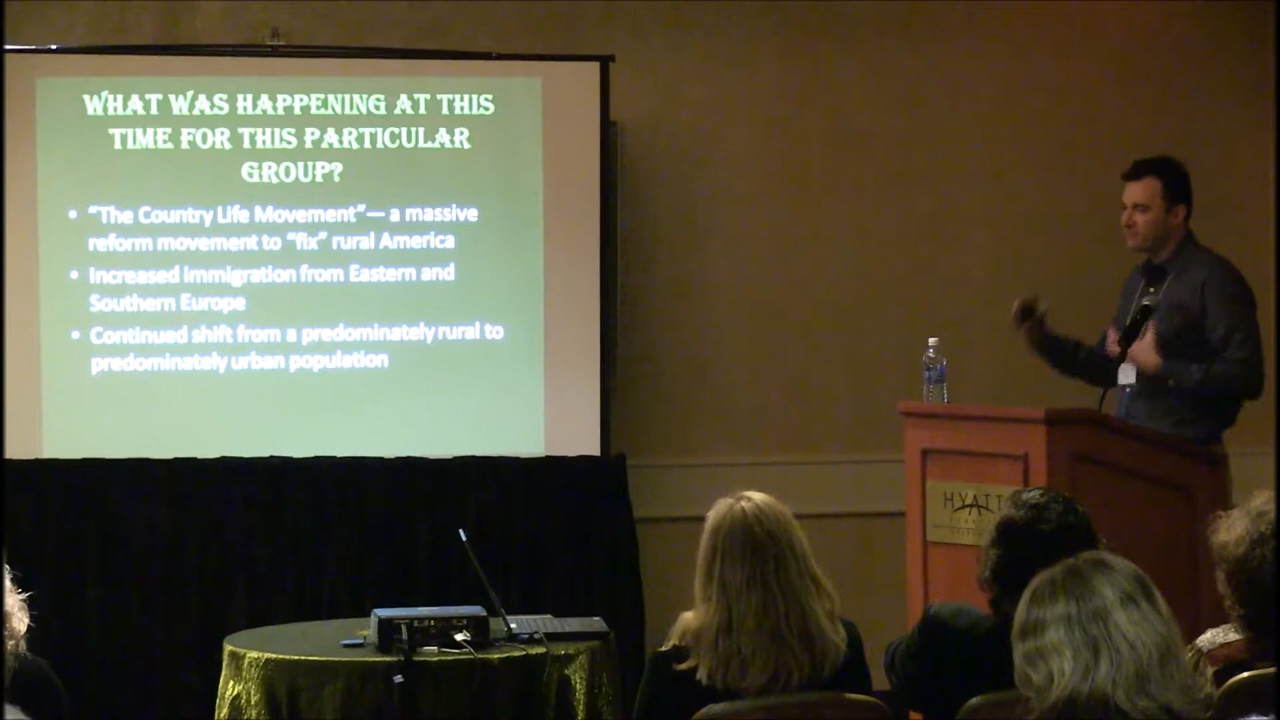 WHAT WAS HAPPENING AT THIS
TIME FOR THIS PARTICULAR
GROUP?
• "The Country Life Movement"— a massive
reform movement to "fix" rural America
• Increased immigration from Eastern and
Southern Europe
• Continued shift from a predominately rural to
predominately urban population
HYATT